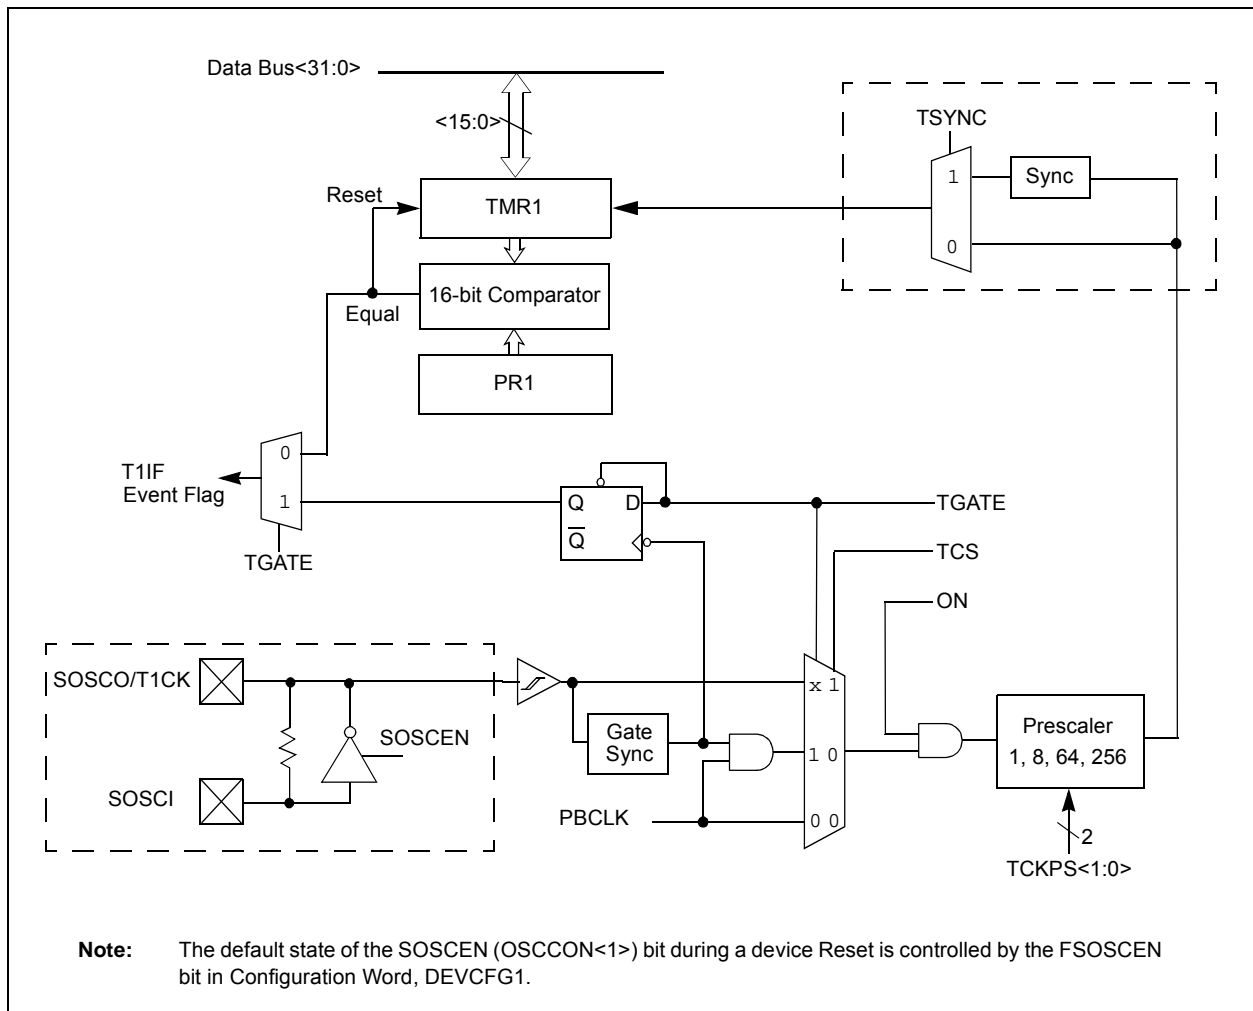 Data Bus<31:0>
<15:0>
TSYNC
1
Sync
0
Reset
TMR1
16-bit Comparator
Equal
PR1
0
T1IF
Event Flag
1
TGATE
Q
D
Q
TGATE
TCS
ON
SOSCO/T1CK
SOSCEN
SOSCI
Gate
Sync
PBCLK
x 1
1 0
0 0
Prescaler
1, 8, 64, 256
2
TCKPS<1:0>
Note: The default state of the SOSCEN (OSCCON<1>) bit during a device Reset is controlled by the FSOSCEN
bit in Configuration Word, DEVCFG1.